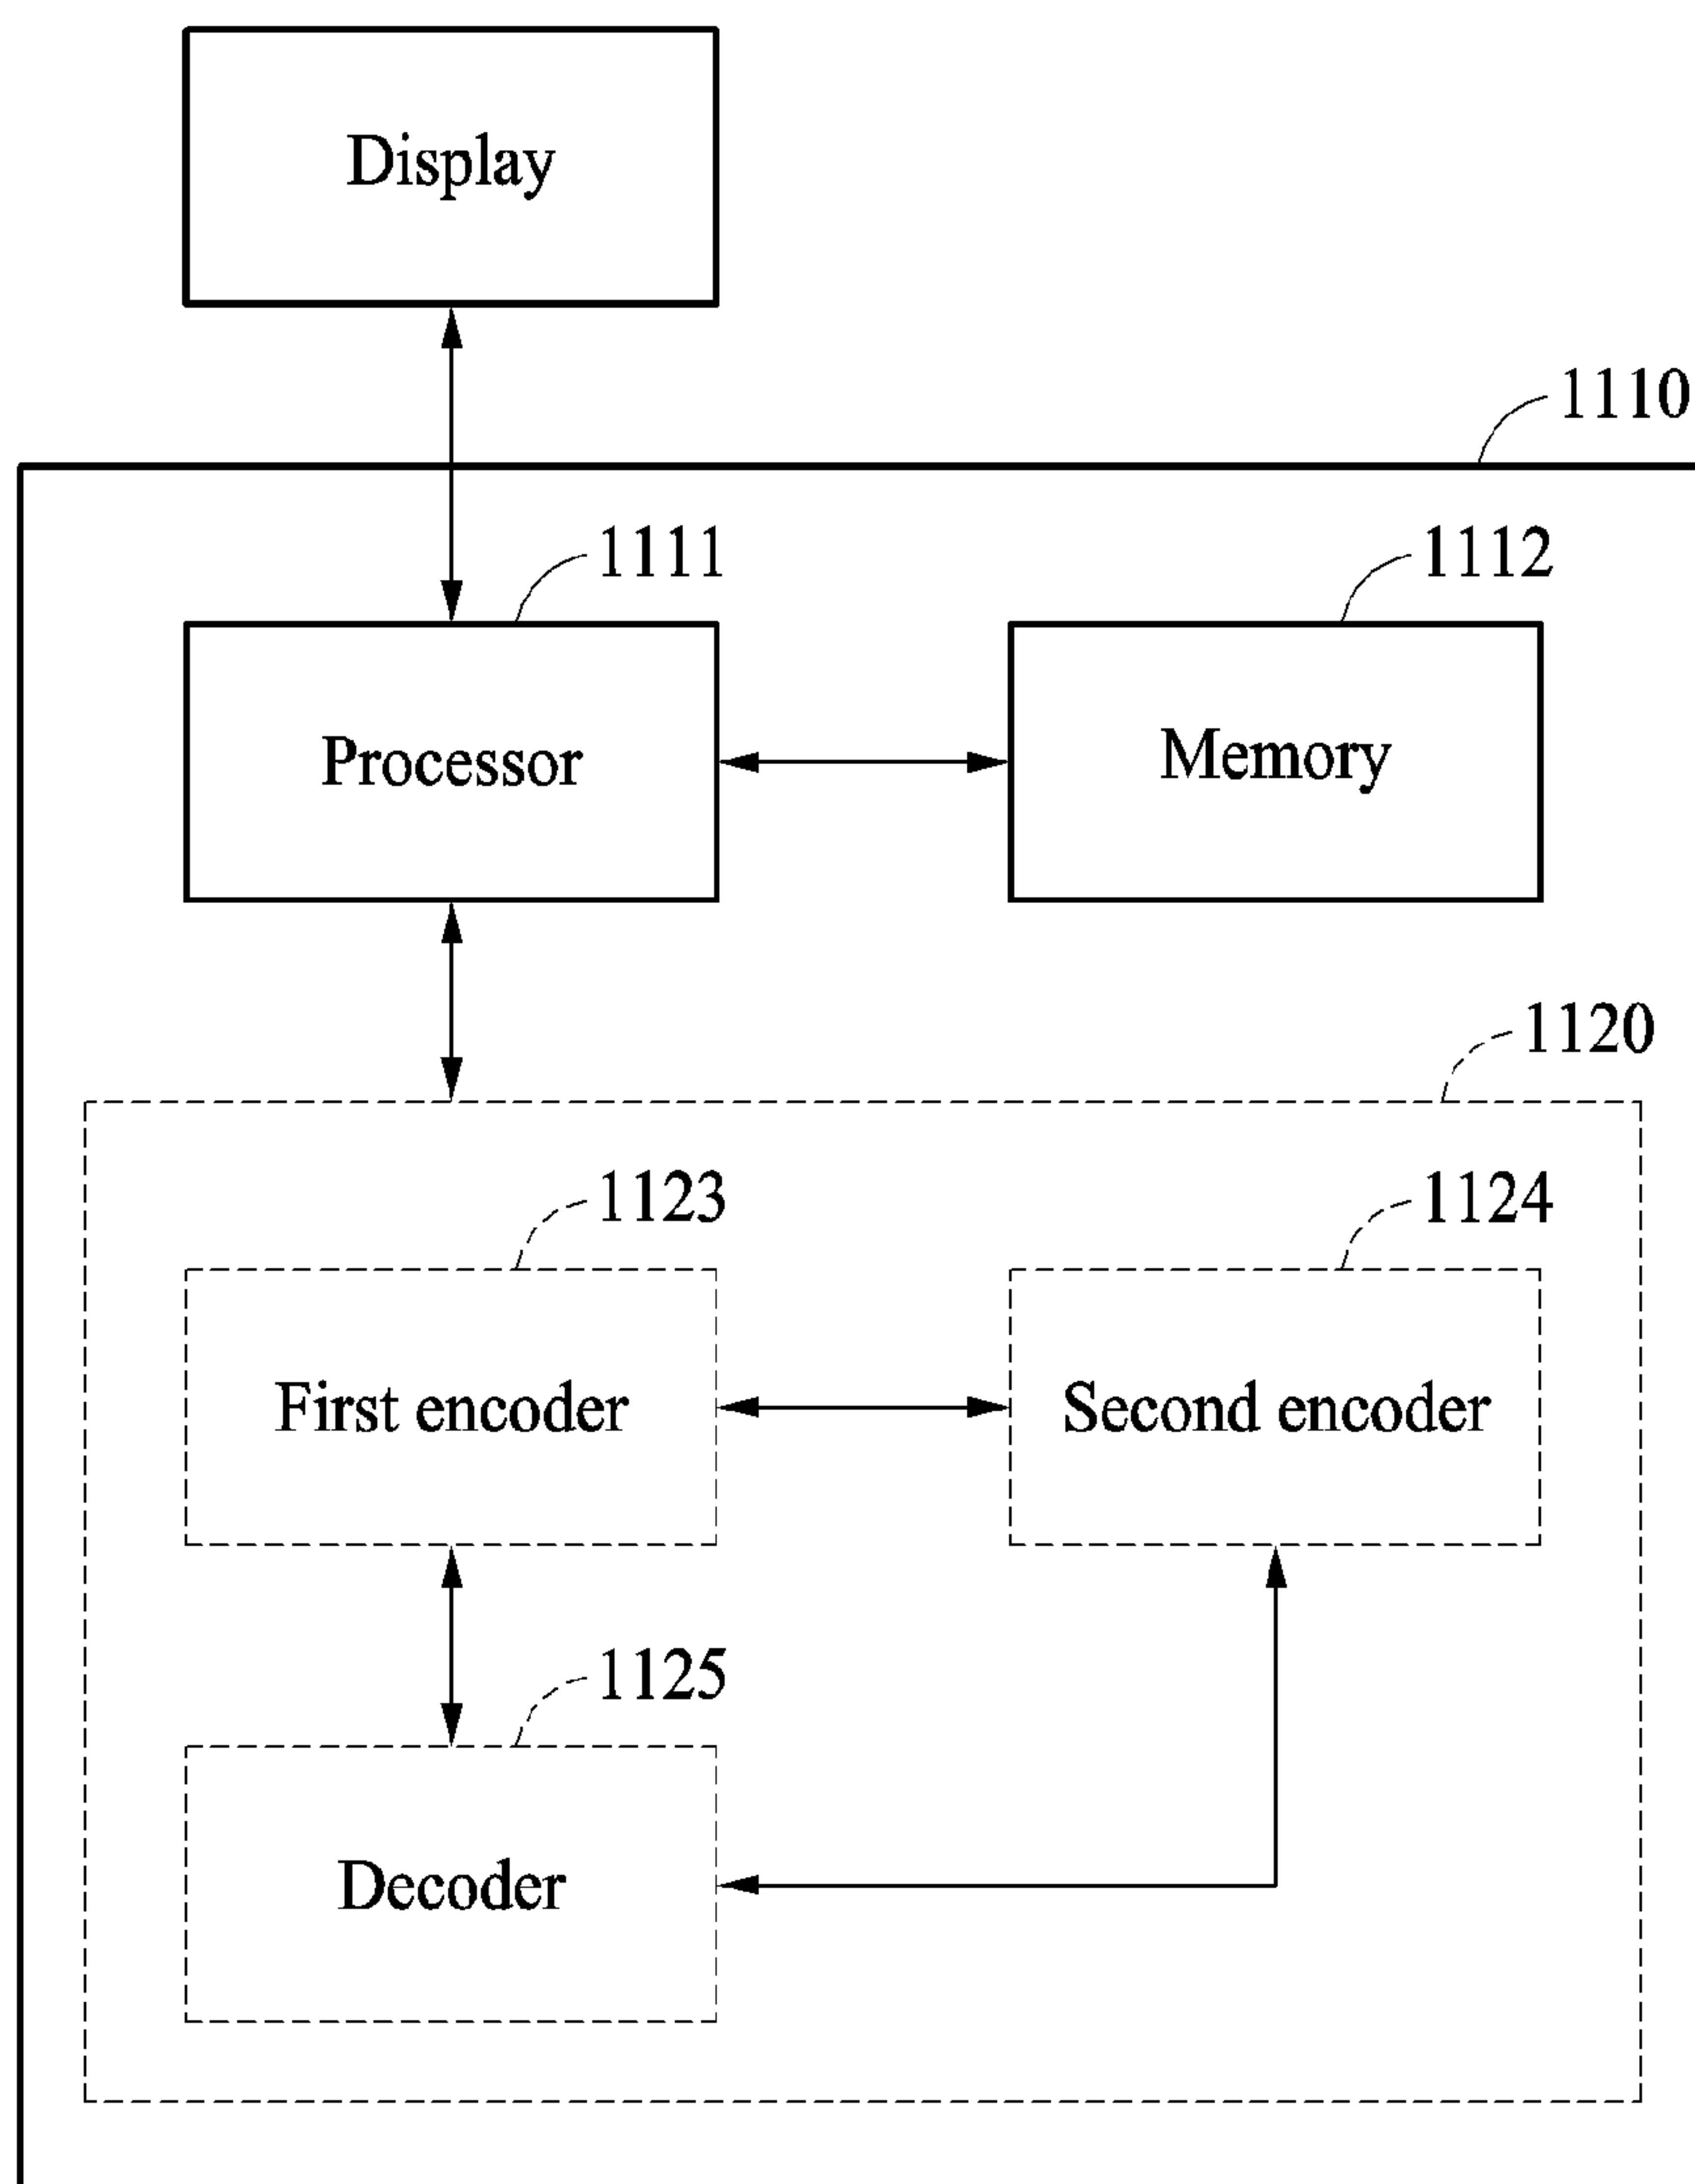 Display
1110
1111
1112
Processor
Memory
1120
1123
1124
First encoder
Second encoder
1125
Decoder